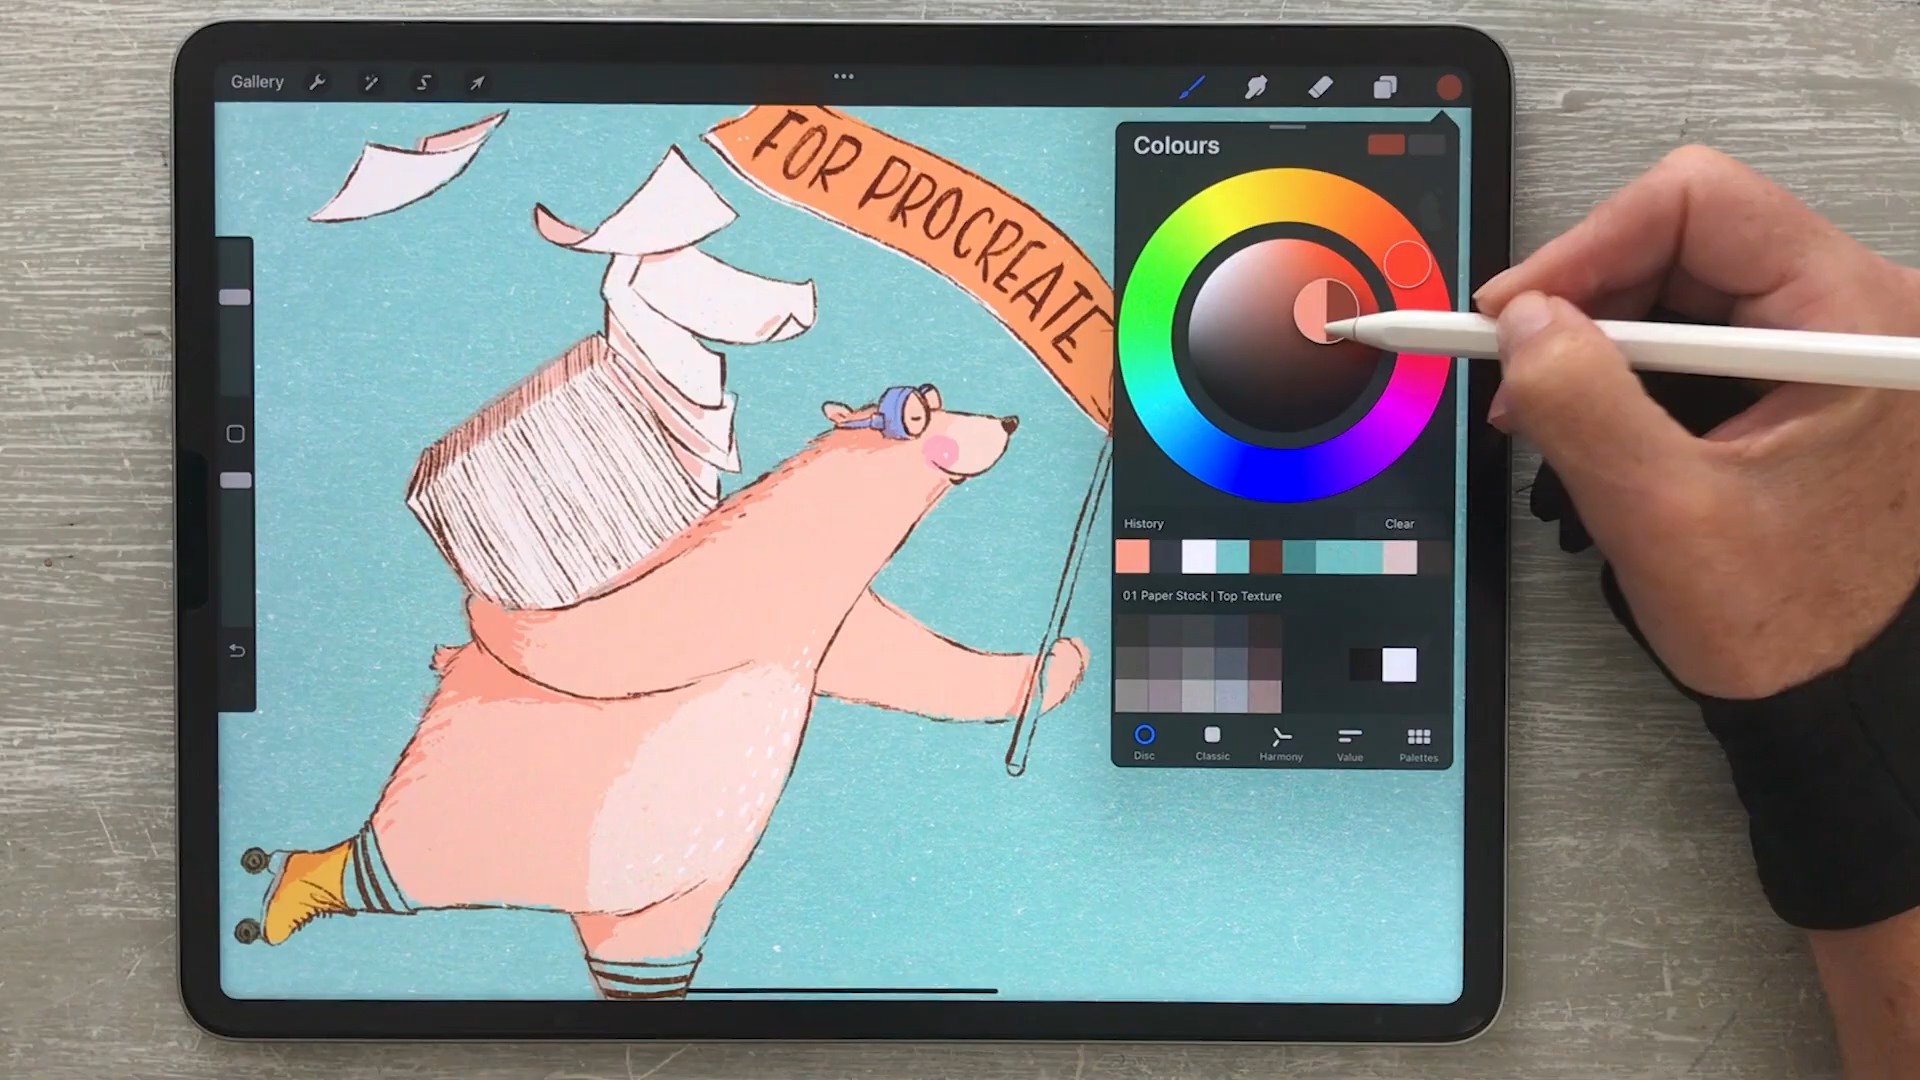 Gallery
FOR PROCREATE
Colours
History
Clear
01 Paper Stock | Top Texture
Disc
Classic
Harmony
Value
Palettes